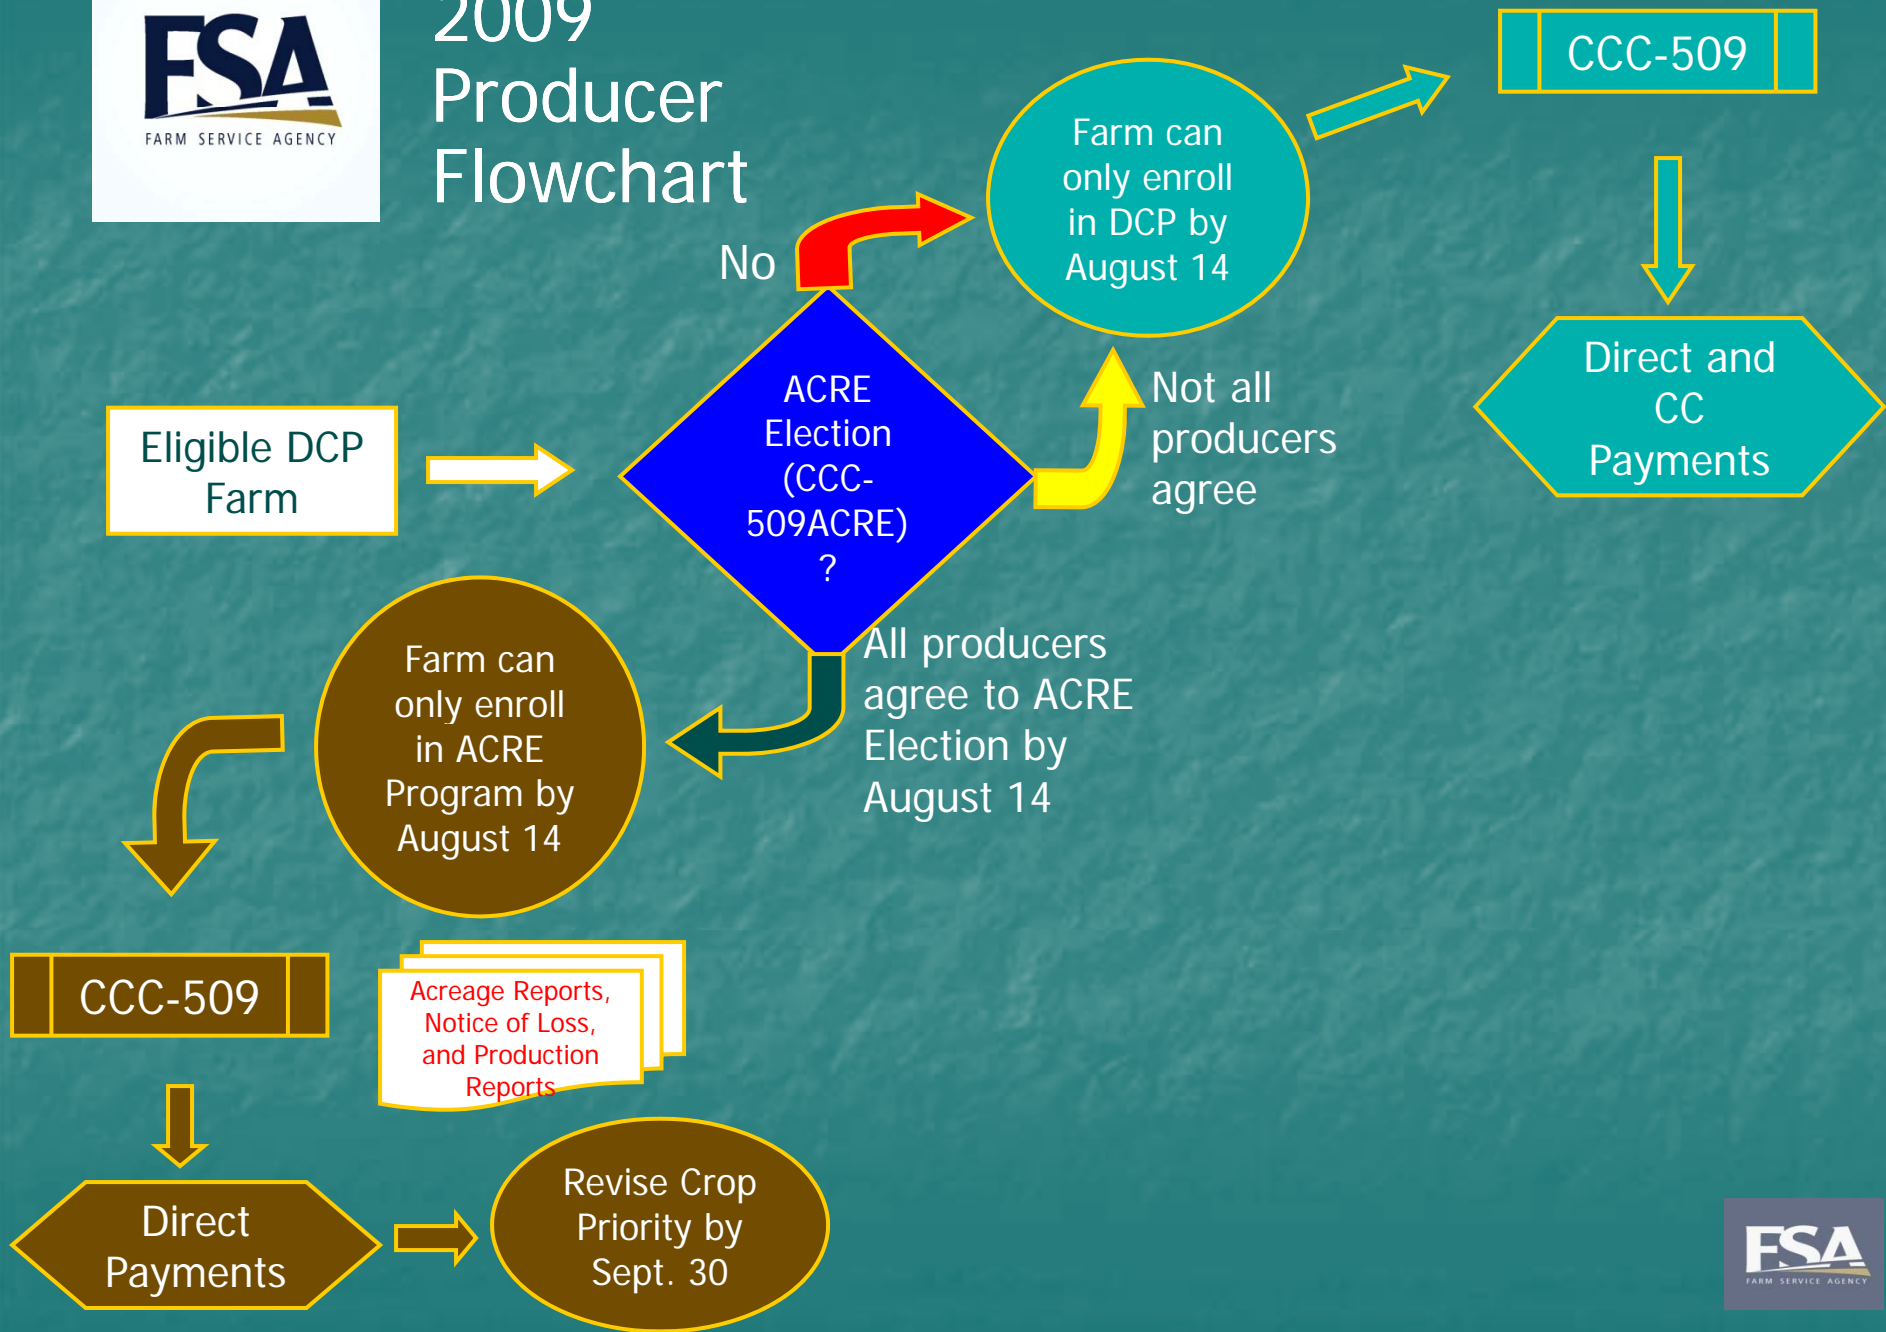 FSA
FARM SERVICE AGENCY
2009
Producer
Flowchart
CCC-509
Farm can
only enroll
in DCP by
August 14
No
Direct and
CC
Payments
Not all
producers
agree
ACRE
Election
(CCC-
509ACRE)
?
Eligible DCP
Farm
All producers
agree to ACRE
Election by
August 14
Farm can
only enroll
in ACRE
Program by
August 14
CCC-509
Acreage Reports,
Notice of Loss,
and Production
Reports
Direct
Payments
Revise Crop
Priority by
Sept. 30
FSA
FARM SERVICE AGENCY